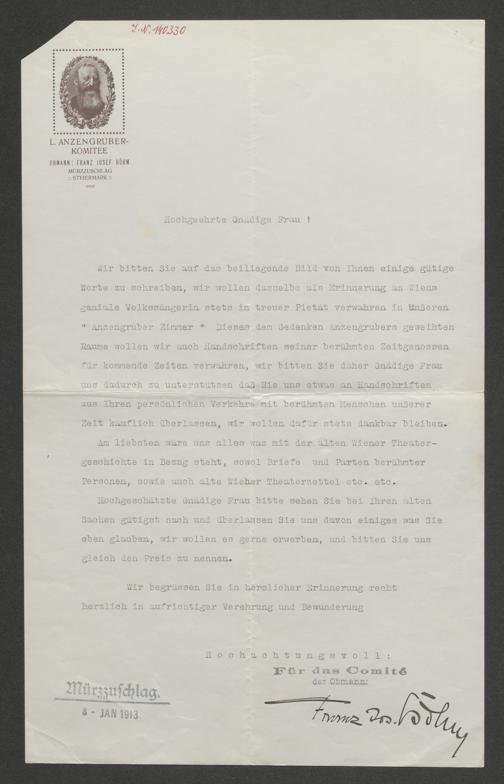 I.N. 140330
L. ANZENGRUBER-
KOMITEE
OBMANN: FRANZ JOSEF BÖHM
MÜRZZUSCHLAG
:: STEIERMARK ::
Hochgeehrte Gnädige Frau !
Wir bitten Sie auf das beiliegende Bild von Ihnen einige gütige
Worte zu schreiben, wir wollen dasselbe als Erinnerung an Wiens
geniale Volkssängerin stets in treuer Pietät verwahren in Unseren
" Anzengruber Zimmer " Dieses dem Gedenken Anzengrubers geweihten
Raume wollen wir auch Handschriften seiner berühmten Zeitgenossen
für kommende Zeiten verwahren, wir bitten Sie daher Gnädige Frau
uns dadurch zu unterstützen daß Sie uns etwas an Handschriften
aus Ihren persönlichen Verkehre mit berühmten Menschen unserer
Zeit käuflich überlassen, wir wollen dafür stets dankbar bleiben.
Am liebsten wäre uns alles was mit der alten Wiener Theater-
geschichte in Bezug steht, sowol Briefe und Parten berühmter
Personen, sowie auch alte Wiener Theaterzettel etc. etc.
Hochgeschätzte Gnädige Frau bitte sehen Sie bei Ihren alten
Sachen gütigst nach und überlassen Sie uns davon einiges was Sie
eben glauben, wir wollen es gerne erwerben, und bitten Sie uns
gleich den Preis zu nennen.
Wir begrüssen Sie in herzlicher Erinnerung recht
herzlich in aufrichtiger Verehrung und Bewunderung
Hochachtungsvoll:
Für das Comité
der Obmann:
Franz Jos. Böhm
Mürzzuschlag.
8 - JAN 1913